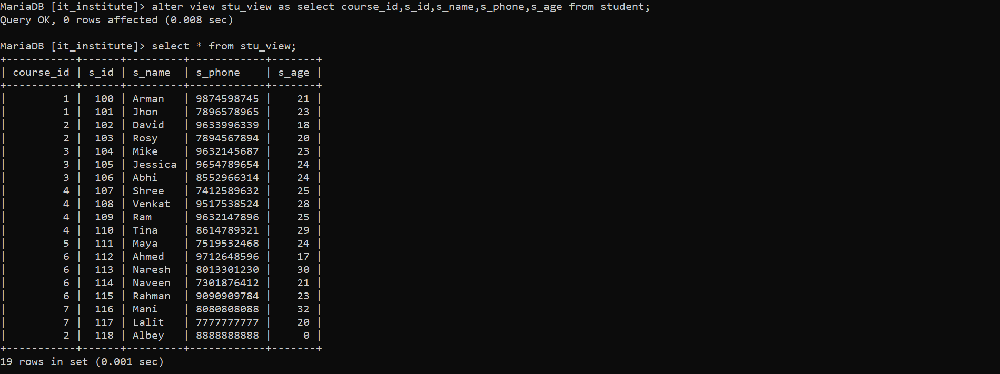 MariaDB [it_institute]> alter view stu_view as select course_id,s_id,s_name,s_phone,s_age from student;
Query OK, 0 rows affected (0.008 sec)

MariaDB [it_institute]> select * from stu_view;
+-----------+------+---------+------------+-------+
| course_id | s_id | s_name  | s_phone    | s_age |
+-----------+------+---------+------------+-------+
|         1 |  100 | Arman   | 9874598745 |    21 |
|         1 |  101 | Jhon    | 7896578965 |    23 |
|         2 |  102 | David   | 9633996339 |    18 |
|         2 |  103 | Rosy    | 7894567894 |    20 |
|         3 |  104 | Mike    | 9632145687 |    23 |
|         3 |  105 | Jessica | 9654789654 |    24 |
|         3 |  106 | Abhi    | 8552966314 |    24 |
|         4 |  107 | Shree   | 7412589632 |    25 |
|         4 |  108 | Venkat  | 9517538524 |    28 |
|         4 |  109 | Ram     | 9632147896 |    25 |
|         4 |  110 | Tina    | 8614789321 |    29 |
|         5 |  111 | Maya    | 7519532468 |    24 |
|         6 |  112 | Ahmed   | 9712648596 |    17 |
|         6 |  113 | Naresh  | 8013301230 |    30 |
|         6 |  114 | Naveen  | 7301876412 |    21 |
|         6 |  115 | Rahman  | 9090909784 |    23 |
|         7 |  116 | Mani    | 8080808088 |    32 |
|         7 |  117 | Lalit   | 7777777777 |    20 |
|         2 |  118 | Albey   | 8888888888 |     0 |
+-----------+------+---------+------------+-------+
19 rows in set (0.001 sec)